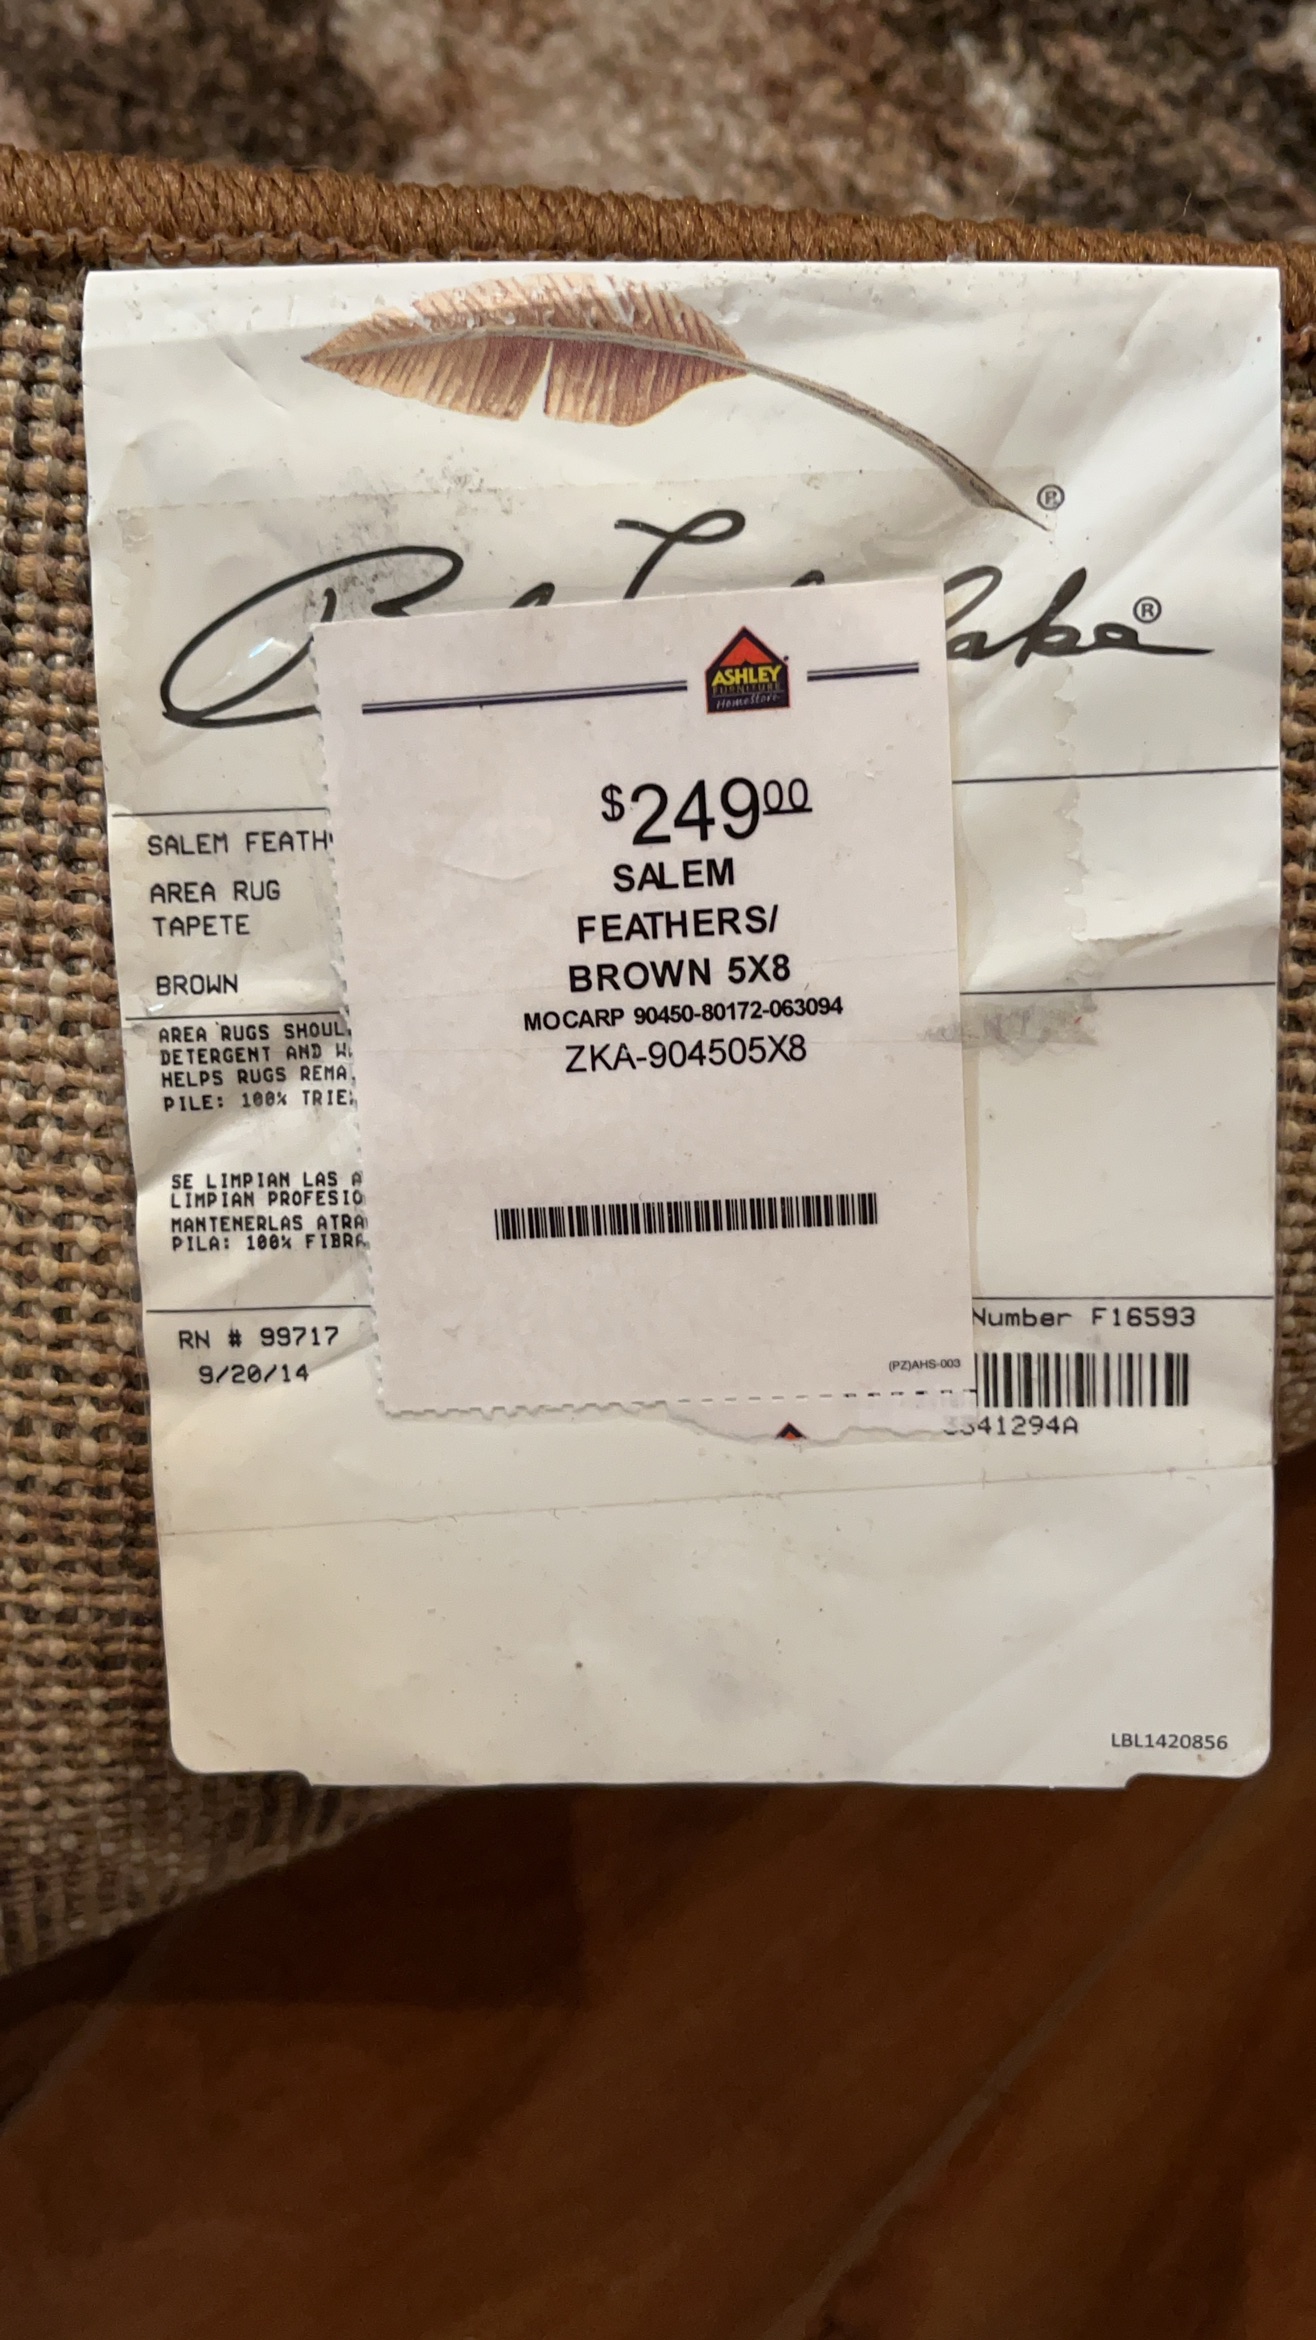 ®
®
ASHLEY
FURNITURE
HomeStore
$249 00
SALEM
FEATHERS/
BROWN 5X8
MOCARP 90450-80172-063094
ZKA-904505X8
(PZ)AHS-003
SALEM FEATH
AREA RUG
TAPETE
BROWN
AREA RUGS SHOUL
DETERGENT AND
HELPS RUGS REMA
PILE: 100% TRIE
SE LIMPIAN LAS
LIMPIAN PROFESIO
MANTENERLAS ATRA
PILA: 100% FIBR
RN # 99717
9/20/14
Number F16593
41294A
LBL1420856